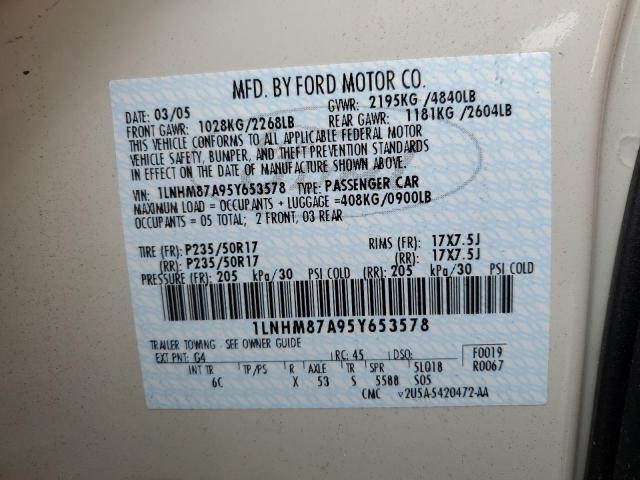 MFD. BY FORD MOTOR CO.
DATE: 03/05 GVWR: 2195KG /4840LB
FRONT GAWR: 1028KG/2268LB REAR GAWR: 1181KG /2604LB
THIS VEHICLE CONFORMS TO ALL APPLICABLE FEDERAL MOTOR
VEHICLE SAFETY, BUMPER, AND THEFT PREVENTION STANDARDS
IN EFFECT ON THE DATE OF MANUFACTURE SHOWN ABOVE.
VIN: 1LNHM87A95Y653578 TYPE: PASSENGER CAR
MAXIMUM LOAD = OCCUPANTS + LUGGAGE =408KG/0900LB
OCCUPANTS = 05 TOTAL; 2 FRONT, 03 REAR
TIRE (FR): P235/50R17 RIMS (FR): 17X7.5J
(RR): P235/50R17 (RR): 17X7.5J
PRESSURE (FR): 205 kPa/30 PSI COLD (RR): 205 kPa/30 PSI COLD
1LNHM87A95Y653578
TRAILER TOWING - SEE OWNER GUIDE
EXT PNT: G4 RC: 45 DSO: F0019
INT TR TP/PS R AXLE TR SPR 5LQ18 R0067
6C X 53 S 5588 SO5
CMC v2U5A-5420472-AA